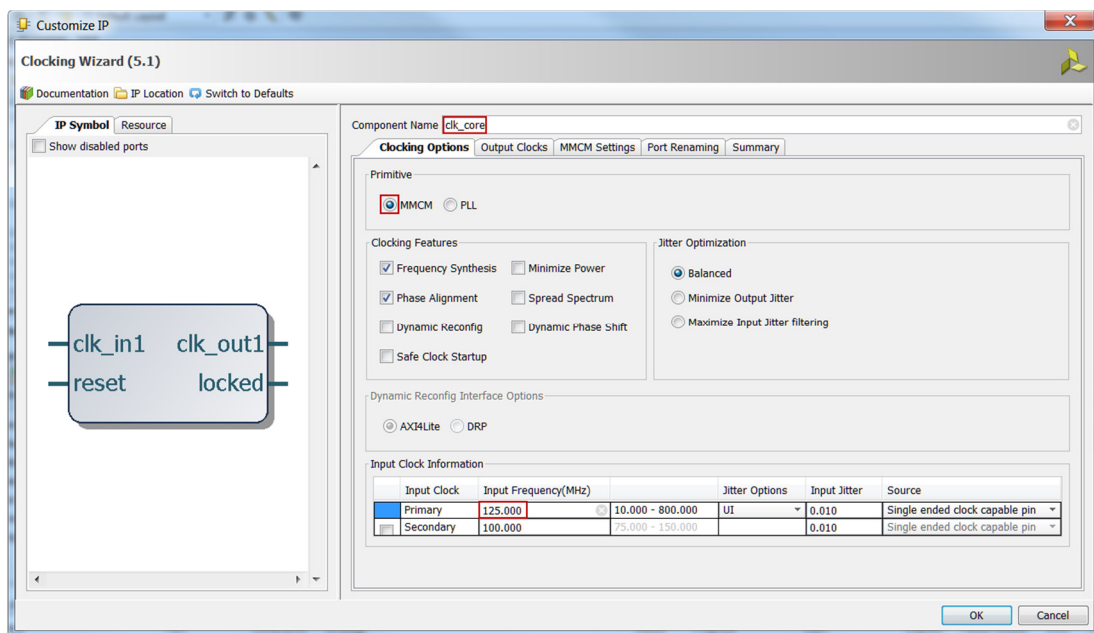 Customize IP
Clocking Wizard (5.1)
Documentation IP Location Switch to Defaults
IP Symbol Resource
Show disabled ports
clk_in1 clk_out1
reset locked
Component Name clk_core
Clocking Options Output Clocks MMCM Settings Port Renaming Summary
Primitive
MMCM PLL
Clocking Features
Frequency Synthesis Minimize Power
Phase Alignment Spread Spectrum
Dynamic Reconfig Dynamic Phase Shift
Safe Clock Startup
Jitter Optimization
Balanced
Minimize Output Jitter
Maximize Input Jitter filtering
Dynamic Reconfig Interface Options
AXI4Lite DRP
Input Clock Information
Input Clock Input Frequency(MHz) Jitter Options Input Jitter Source
Primary 125.000 10.000 - 800.000 UI 0.010 Single ended clock capable pin
Secondary 100.000 75.000 - 150.000 0.010 Single ended clock capable pin
OK Cancel